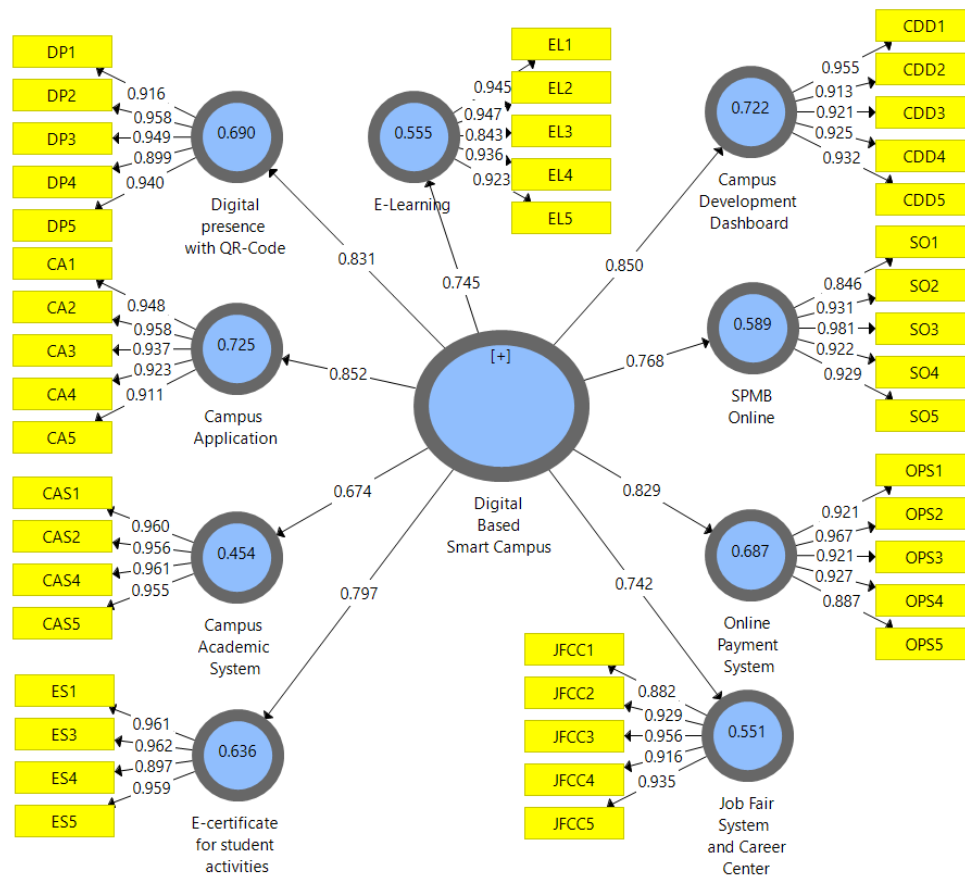 DP1
DP2
DP3
DP4
DP5
0.916
0.958
0.949
0.899
0.940
0.690
Digital
presence
with QR-Code
0.831
EL1
EL2
EL3
EL4
EL5
0.945
0.947
0.843
0.936
0.923
0.555
E-Learning
0.745
CDD1
CDD2
CDD3
CDD4
CDD5
0.955
0.913
0.921
0.925
0.932
0.722
Campus
Development
Dashboard
0.850
CA1
CA2
CA3
CA4
CA5
0.948
0.958
0.937
0.923
0.911
0.725
Campus
Application
0.852
[+]
Digital
Based
Smart Campus
SO1
SO2
SO3
SO4
SO5
0.846
0.931
0.981
0.922
0.929
0.589
SPMB
Online
0.768
CAS1
CAS2
CAS4
CAS5
0.960
0.956
0.961
0.955
0.454
Campus
Academic
System
0.674
OPS1
OPS2
OPS3
OPS4
OPS5
0.921
0.967
0.921
0.927
0.887
0.687
Online
Payment
System
0.829
ES1
ES3
ES4
ES5
0.961
0.962
0.897
0.959
0.636
E-certificate
for student
activities
0.797
JFCC1
JFCC2
JFCC3
JFCC4
JFCC5
0.882
0.929
0.956
0.916
0.935
0.551
Job Fair
System
and Career
Center
0.742